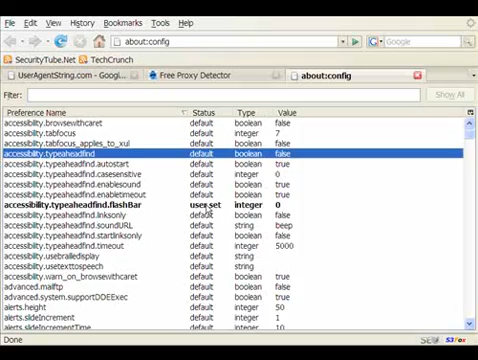 File Edit View History Bookmarks Tools Help
about:config
Google
SecurityTube.Net TechCrunch
UserAgentString.com - Googl... Free Proxy Detector about:config
Filter: Show All
Preference Name Status Type Value
accessibility.browsewithcaret default boolean false
accessibility.tabfocus default integer 7
accessibility.tabfocus_applies_to_xul default boolean false
accessibility.typeaheadfind default boolean false
accessibility.typeaheadfind.autostart default boolean true
accessibility.typeaheadfind.casesensitive default integer 0
accessibility.typeaheadfind.enablesound default boolean true
accessibility.typeaheadfind.enabletimeout default boolean true
accessibility.typeaheadfind.flashBar user set integer 0
accessibility.typeaheadfind.linksonly default boolean false
accessibility.typeaheadfind.soundURL default string beep
accessibility.typeaheadfind.startlinksonly default boolean false
accessibility.typeaheadfind.timeout default integer 5000
accessibility.usebrailledisplay default string
accessibility.usetexttospeech default string
accessibility.warn_on_browsewithcaret default boolean true
advanced.mailftp default boolean false
advanced.system.supportDDEExec default boolean true
alerts.height default integer 50
alerts.slideIncrement default integer 1
alerts.slideIncrementTime default integer 10
Done S3Fox